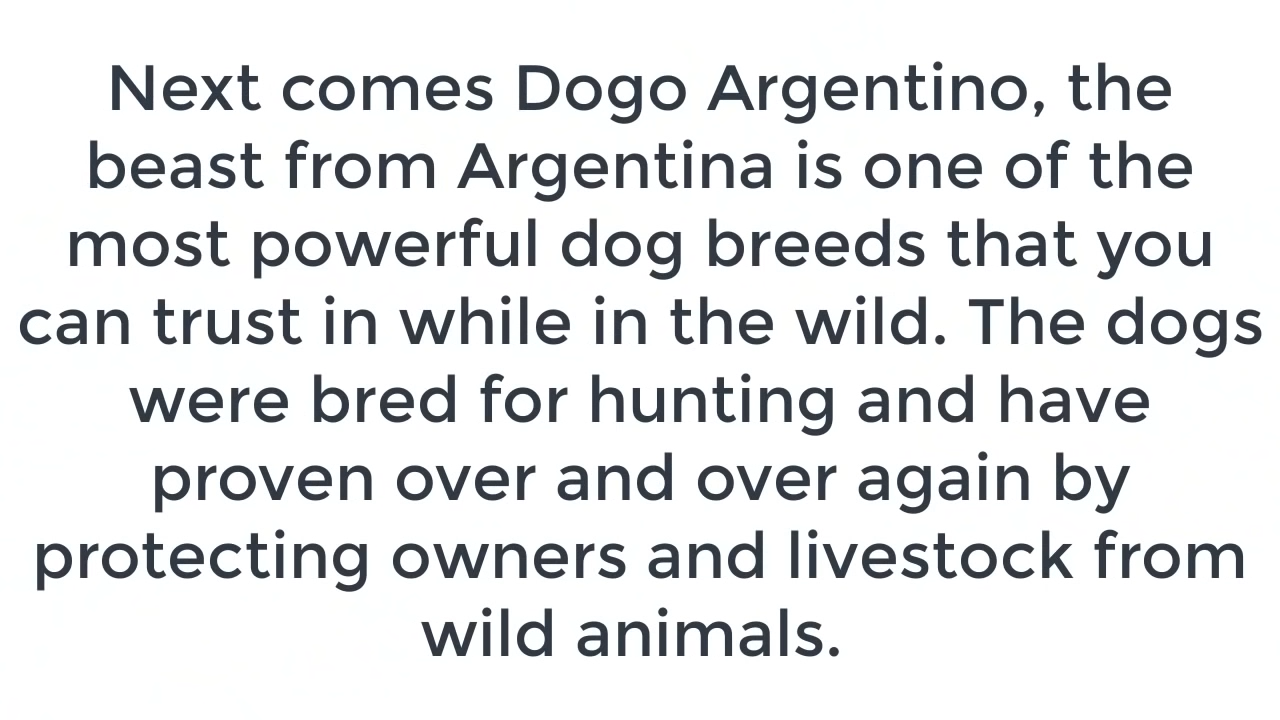 Next comes Dogo Argentino, the
beast from Argentina is one of the
most powerful dog breeds that you
can trust in while in the wild. The dogs
were bred for hunting and have
proven over and over again by
protecting owners and livestock from
wild animals.